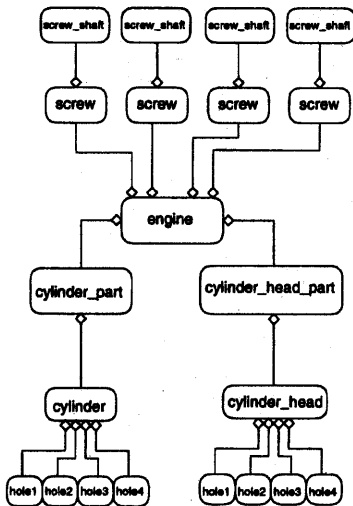 screw_shaft screw_shaft screw_shaft screw_shaft
screw screw screw screw
engine
cylinder_part cylinder_head_part
cylinder cylinder_head
hole1 hole2 hole3 hole4 hole1 hole2 hole3 hole4